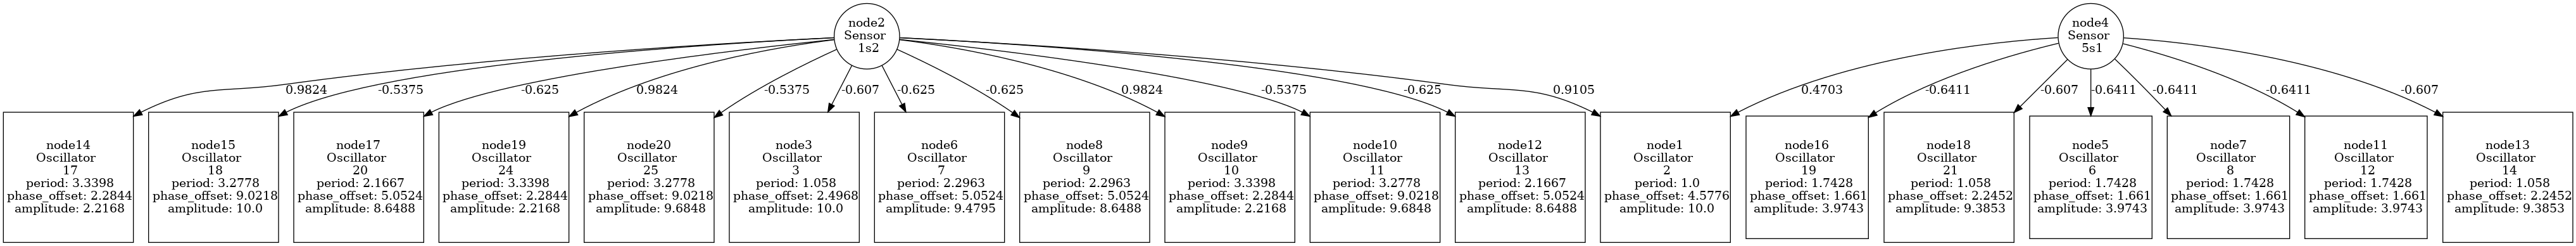 node2
Sensor
1s2
node4
Sensor
5s1
0.9824
-0.5375
-0.625
0.9824
-0.5375
-0.607
-0.625
-0.625
0.9824
-0.5375
-0.625
0.9105
0.4703
-0.6411
-0.607
-0.6411
-0.6411
-0.6411
-0.607
node14
Oscillator
17
period: 3.3398
phase_offset: 2.2844
amplitude: 2.2168
node15
Oscillator
18
period: 3.2778
phase_offset: 9.0218
amplitude: 10.0
node17
Oscillator
20
period: 2.1667
phase_offset: 5.0524
amplitude: 8.6488
node19
Oscillator
24
period: 3.3398
phase_offset: 2.2844
amplitude: 2.2168
node20
Oscillator
25
period: 3.2778
phase_offset: 9.0218
amplitude: 9.6848
node3
Oscillator
3
period: 1.058
phase_offset: 2.4968
amplitude: 10.0
node6
Oscillator
7
period: 2.2963
phase_offset: 5.0524
amplitude: 9.4795
node8
Oscillator
9
period: 2.2963
phase_offset: 5.0524
amplitude: 8.6488
node9
Oscillator
10
period: 3.3398
phase_offset: 2.2844
amplitude: 2.2168
node10
Oscillator
11
period: 3.2778
phase_offset: 9.0218
amplitude: 9.6848
node12
Oscillator
13
period: 2.1667
phase_offset: 5.0524
amplitude: 8.6488
node1
Oscillator
2
period: 1.0
phase_offset: 4.5776
amplitude: 10.0
node16
Oscillator
19
period: 1.7428
phase_offset: 1.661
amplitude: 3.9743
node18
Oscillator
21
period: 1.058
phase_offset: 2.2452
amplitude: 9.3853
node5
Oscillator
6
period: 1.7428
phase_offset: 1.661
amplitude: 3.9743
node7
Oscillator
8
period: 1.7428
phase_offset: 1.661
amplitude: 3.9743
node11
Oscillator
12
period: 1.7428
phase_offset: 1.661
amplitude: 3.9743
node13
Oscillator
14
period: 1.058
phase_offset: 2.2452
amplitude: 9.3853